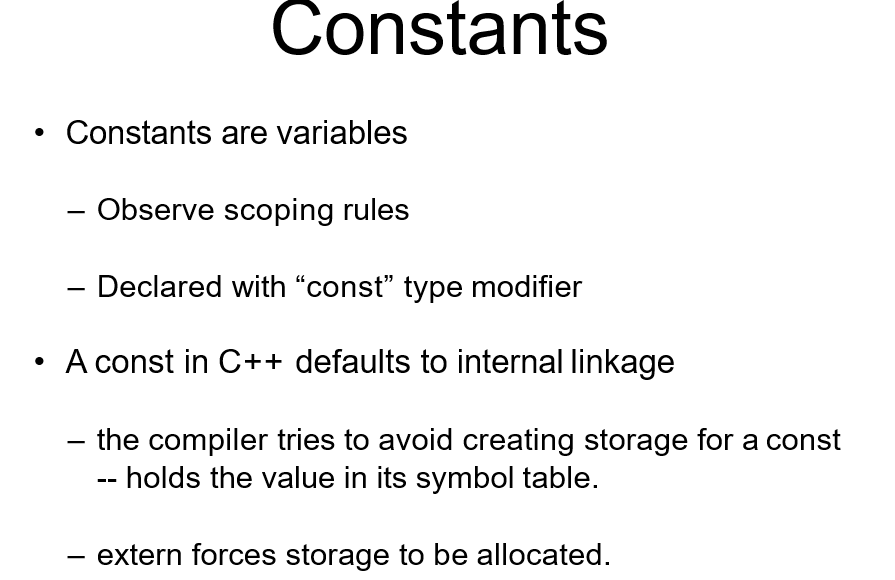 Constants
• Constants are variables
– Observe scoping rules
– Declared with “const” type modifier
• A const in C++ defaults to internal linkage
– the compiler tries to avoid creating storage for a const
-- holds the value in its symbol table.
– extern forces storage to be allocated.